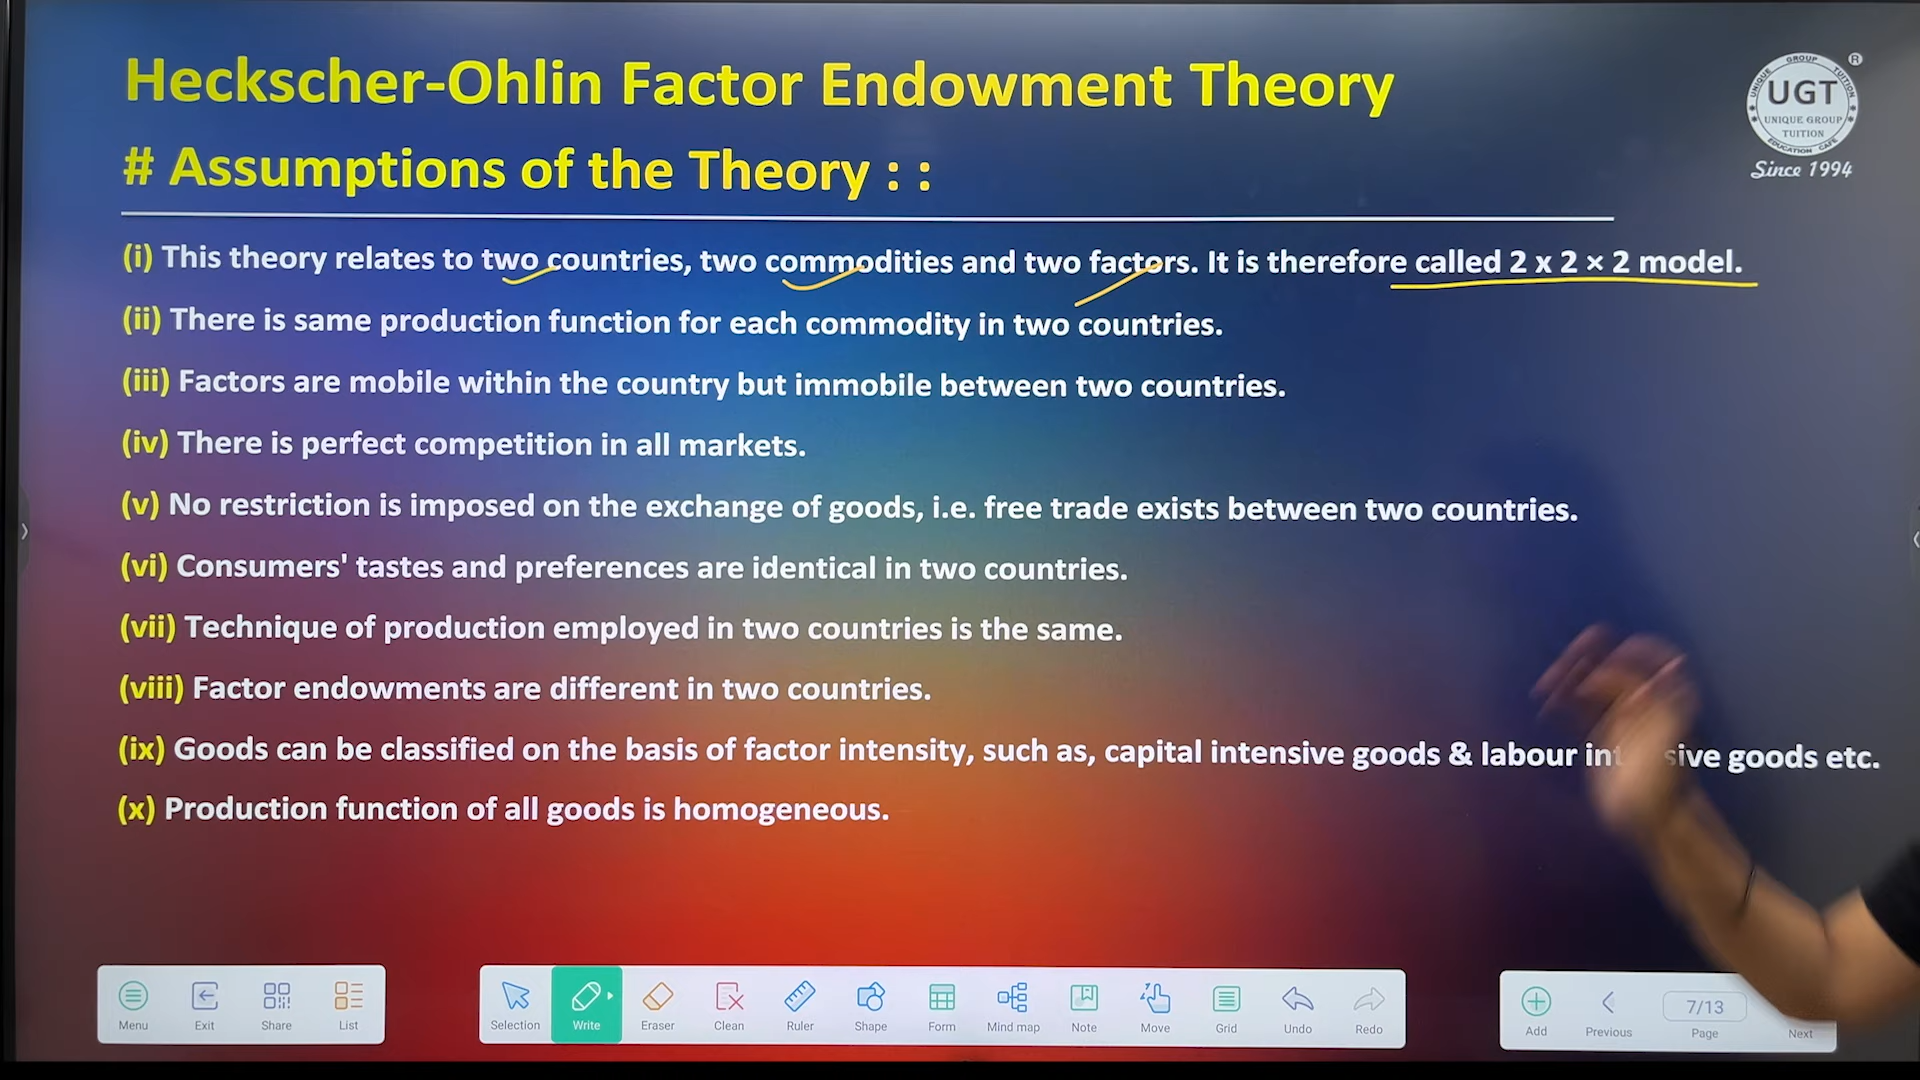 Heckscher-Ohlin Factor Endowment Theory
# Assumptions of the Theory : :
(i) This theory relates to two countries, two commodities and two factors. It is therefore called 2 x 2 × 2 model.
(ii) There is same production function for each commodity in two countries.
(iii) Factors are mobile within the country but immobile between two countries.
(iv) There is perfect competition in all markets.
(v) No restriction is imposed on the exchange of goods, i.e. free trade exists between two countries.
(vi) Consumers' tastes and preferences are identical in two countries.
(vii) Technique of production employed in two countries is the same.
(viii) Factor endowments are different in two countries.
(ix) Goods can be classified on the basis of factor intensity, such as, capital intensive goods & labour goods etc.
(x) Production function of all goods is homogeneous.
UNIQUE GROUP TUITION
UGT
UNIQUE GROUP
TUITION
EDUCATION CAFE
®
Since 1994
Menu Exit Share List
Selection Write Eraser Clean Ruler Shape Form Mind map Note Move Grid Undo Redo
7/13
Add Previous Page Next